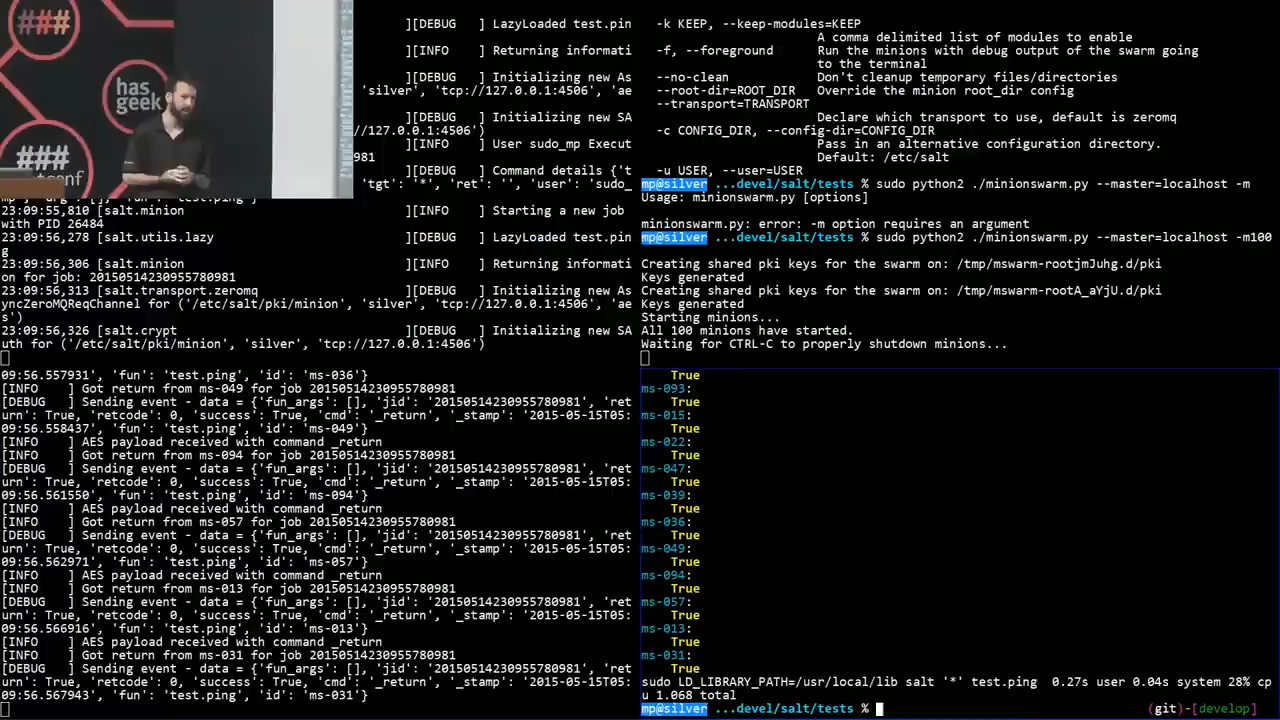 ###
has
geek
###
conf
][DEBUG   ] LazyLoaded test.pin
][INFO    ] Returning informati
][DEBUG   ] Initializing new As
'silver', 'tcp://127.0.0.1:4506', 'ae
][DEBUG   ] Initializing new SA
/127.0.0.1:4506')
][INFO    ] User sudo_mp Execut
981
][DEBUG   ] Command details {'t
tgt': '*', 'ret': '', 'user': 'sudo_
mp', 'arg': [], 'fun': 'test.ping'}
23:09:55,810 [salt.minion                                 ][INFO    ] Starting a new job
with PID 26484
23:09:56,278 [salt.utils.lazy                             ][DEBUG   ] LazyLoaded test.pin
g
23:09:56,306 [salt.minion                                 ][INFO    ] Returning informati
on for job: 20150514230955780981
23:09:56,313 [salt.transport.zeromq                       ][DEBUG   ] Initializing new As
yncZeroMQReqChannel for ('/etc/salt/pki/minion', 'silver', 'tcp://127.0.0.1:4506', 'ae
s')
23:09:56,326 [salt.crypt                                  ][DEBUG   ] Initializing new SA
uth for ('/etc/salt/pki/minion', 'silver', 'tcp://127.0.0.1:4506')
-k KEEP, --keep-modules=KEEP
A comma delimited list of modules to enable
-f, --foreground      Run the minions with debug output of the swarm going
to the terminal
--no-clean            Don't cleanup temporary files/directories
--root-dir=ROOT_DIR   Override the minion root_dir config
--transport=TRANSPORT
Declare which transport to use, default is zeromq
-c CONFIG_DIR, --config-dir=CONFIG_DIR
Pass in an alternative configuration directory.
Default: /etc/salt
-u USER, --user=USER
mp@silver ...devel/salt/tests % sudo python2 ./minionswarm.py --master=localhost -m
Usage: minionswarm.py [options]
minionswarm.py: error: -m option requires an argument
mp@silver ...devel/salt/tests % sudo python2 ./minionswarm.py --master=localhost -m100
Creating shared pki keys for the swarm on: /tmp/mswarm-rootjmJuhg.d/pki
Keys generated
Creating shared pki keys for the swarm on: /tmp/mswarm-rootA_aYjU.d/pki
Keys generated
Starting minions...
All 100 minions have started.
Waiting for CTRL-C to properly shutdown minions...
09:56.557931', 'fun': 'test.ping', 'id': 'ms-036'}
[INFO    ] Got return from ms-049 for job 20150514230955780981
[DEBUG   ] Sending event - data = {'fun_args': [], 'jid': '20150514230955780981', 'ret
urn': True, 'retcode': 0, 'success': True, 'cmd': '_return', '_stamp': '2015-05-15T05:
09:56.558437', 'fun': 'test.ping', 'id': 'ms-049'}
[INFO    ] AES payload received with command _return
[INFO    ] Got return from ms-094 for job 20150514230955780981
[DEBUG   ] Sending event - data = {'fun_args': [], 'jid': '20150514230955780981', 'ret
urn': True, 'retcode': 0, 'success': True, 'cmd': '_return', '_stamp': '2015-05-15T05:
09:56.561550', 'fun': 'test.ping', 'id': 'ms-094'}
[INFO    ] AES payload received with command _return
[INFO    ] Got return from ms-057 for job 20150514230955780981
[DEBUG   ] Sending event - data = {'fun_args': [], 'jid': '20150514230955780981', 'ret
urn': True, 'retcode': 0, 'success': True, 'cmd': '_return', '_stamp': '2015-05-15T05:
09:56.562971', 'fun': 'test.ping', 'id': 'ms-057'}
[INFO    ] AES payload received with command _return
[INFO    ] Got return from ms-013 for job 20150514230955780981
[DEBUG   ] Sending event - data = {'fun_args': [], 'jid': '20150514230955780981', 'ret
urn': True, 'retcode': 0, 'success': True, 'cmd': '_return', '_stamp': '2015-05-15T05:
09:56.566916', 'fun': 'test.ping', 'id': 'ms-013'}
[INFO    ] AES payload received with command _return
[INFO    ] Got return from ms-031 for job 20150514230955780981
[DEBUG   ] Sending event - data = {'fun_args': [], 'jid': '20150514230955780981', 'ret
urn': True, 'retcode': 0, 'success': True, 'cmd': '_return', '_stamp': '2015-05-15T05:
09:56.567943', 'fun': 'test.ping', 'id': 'ms-031'}
True
ms-093:
True
ms-015:
True
ms-022:
True
ms-047:
True
ms-039:
True
ms-036:
True
ms-049:
True
ms-094:
True
ms-057:
True
ms-013:
True
ms-031:
True
sudo LD_LIBRARY_PATH=/usr/local/lib salt '*' test.ping  0.27s user 0.04s system 28% cp
u 1.068 total
mp@silver ...devel/salt/tests % (git)-[develop]